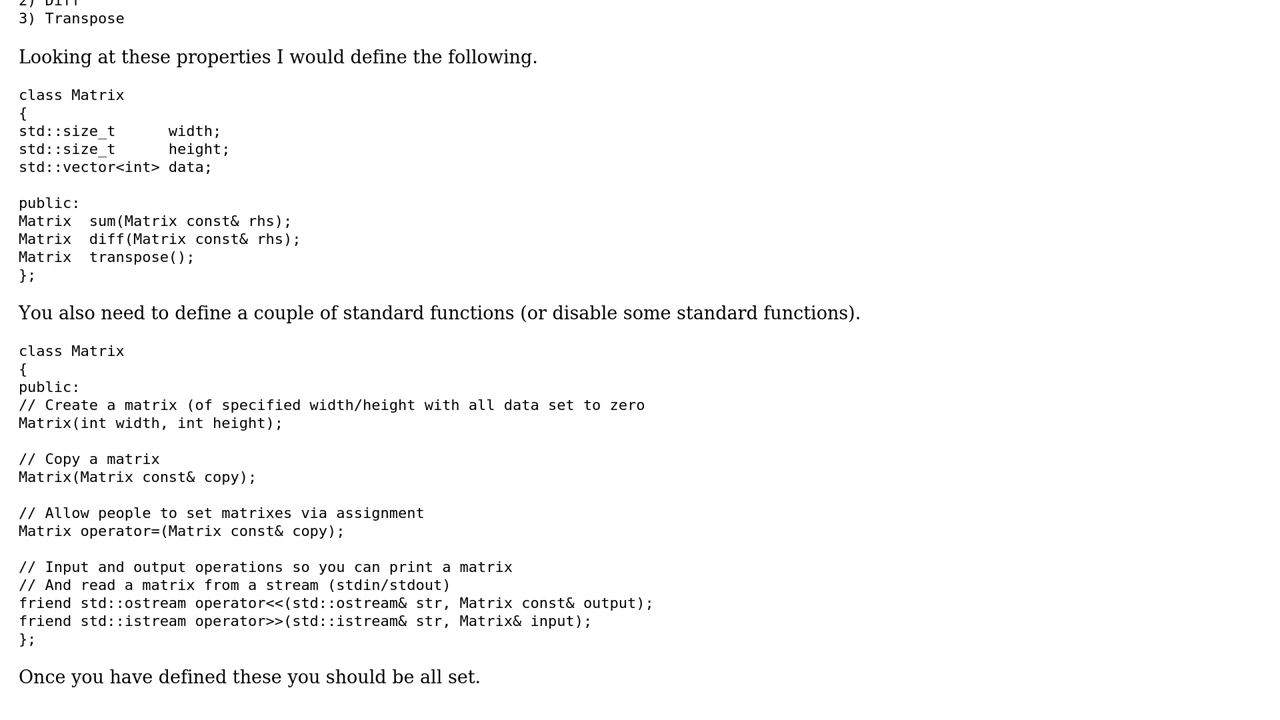 2) Diff
3) Transpose
Looking at these properties I would define the following.
class Matrix
{
std::size_t      width;
std::size_t      height;
std::vector<int> data;
public:
Matrix  sum(Matrix const& rhs);
Matrix  diff(Matrix const& rhs);
Matrix  transpose();
};
You also need to define a couple of standard functions (or disable some standard functions).
class Matrix
{
public:
// Create a matrix (of specified width/height with all data set to zero
Matrix(int width, int height);
// Copy a matrix
Matrix(Matrix const& copy);
// Allow people to set matrixes via assignment
Matrix operator=(Matrix const& copy);
// Input and output operations so you can print a matrix
// And read a matrix from a stream (stdin/stdout)
friend std::ostream operator<<(std::ostream& str, Matrix const& output);
friend std::istream operator>>(std::istream& str, Matrix& input);
};
Once you have defined these you should be all set.